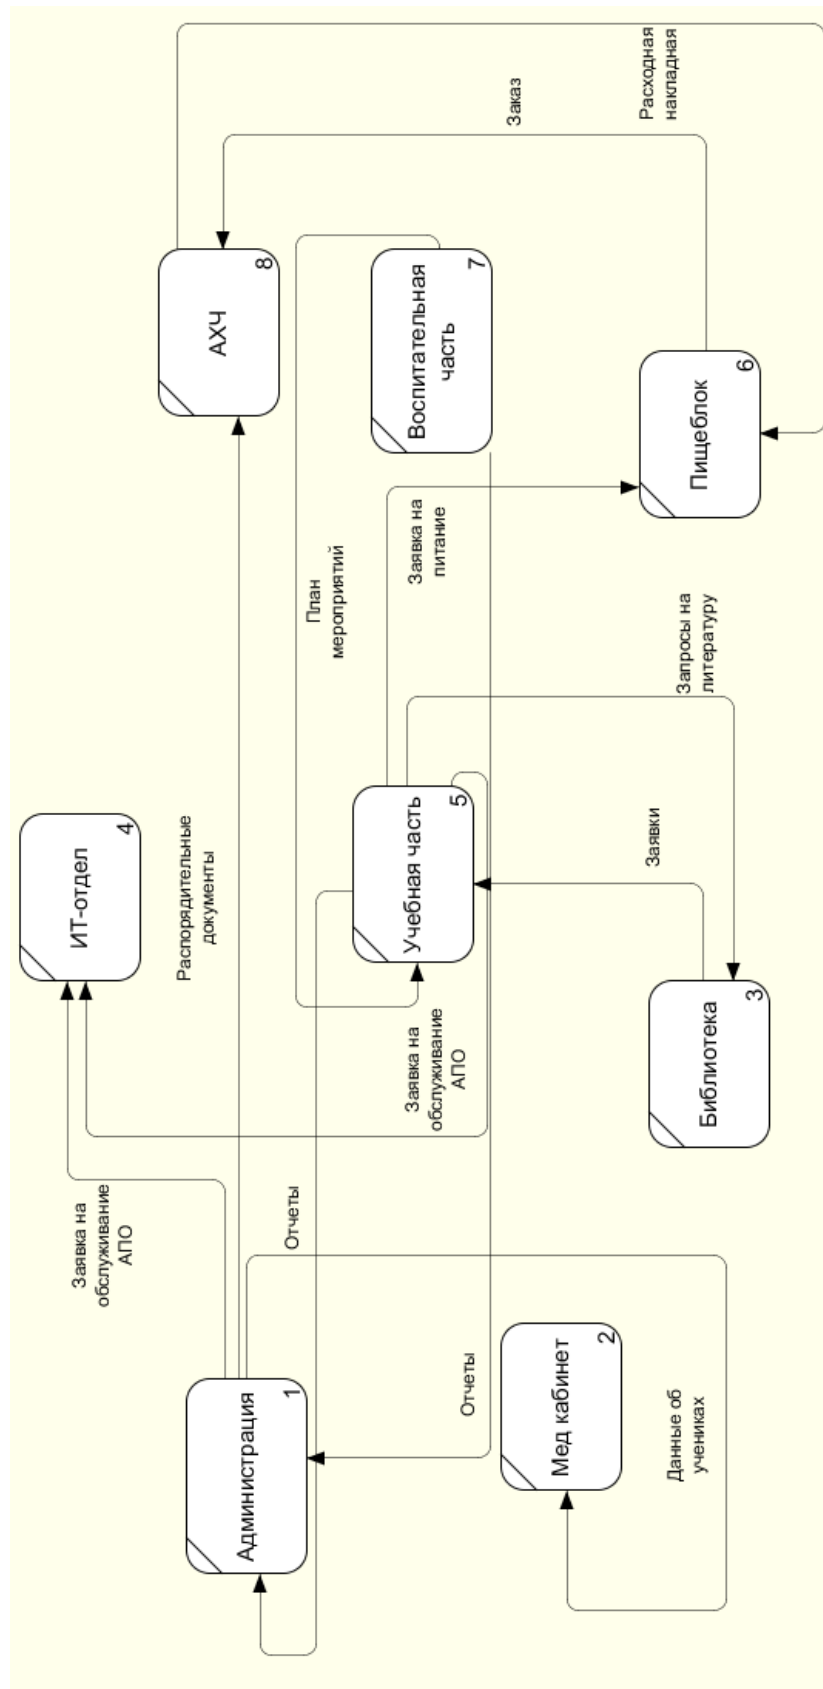 Администрация
1
Мед кабинет
2
Библиотека
3
ИТ-отдел
4
Учебная часть
5
Пищеблок
6
Воспитательная
часть
7
АХЧ
8
Заявка на
обслуживание
АПО
Распорядительные
документы
Отчеты
Отчеты
Данные об
учениках
Заявка на
обслуживание
АПО
План
мероприятий
Заявка на
питание
Заявки
Запросы на
литературу
Заказ
Расходная
накладная